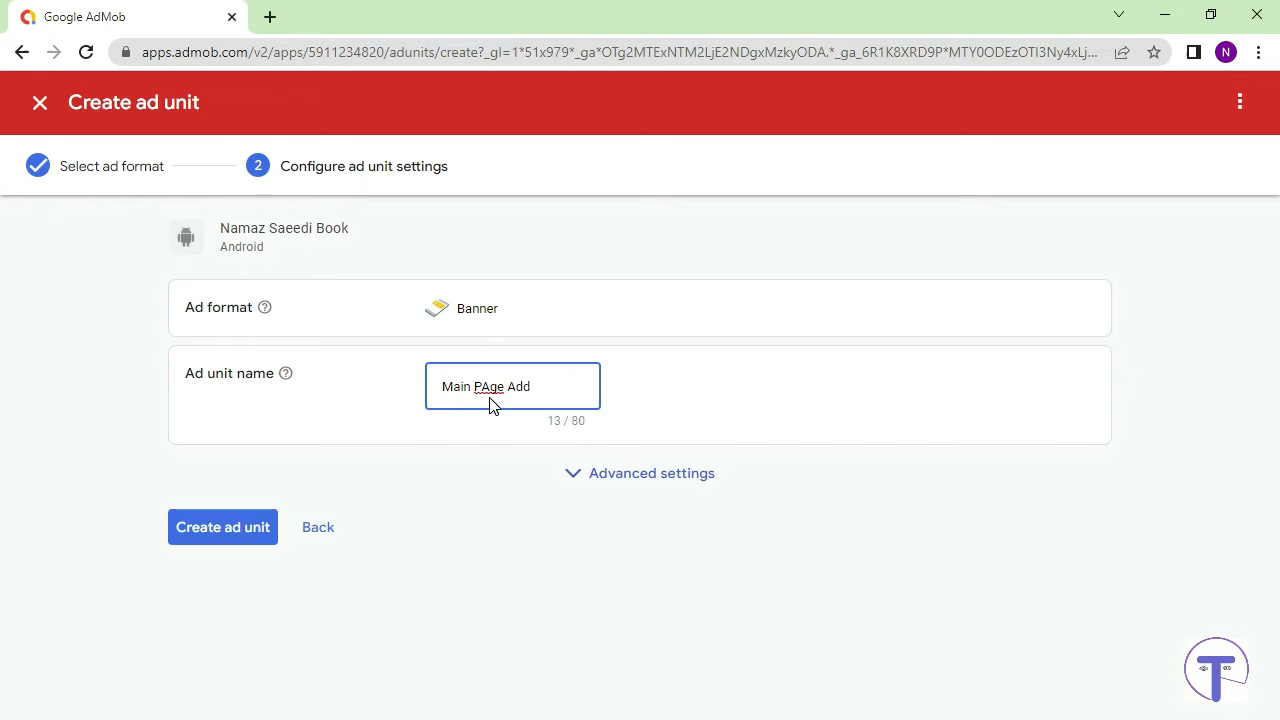 Google AdMob
apps.admob.com/v2/apps/5911234820/adunits/create?_gl=1*51x979*_ga*OTg2MTExNTM2LjE2NDgxMzkyODA.*_ga_6R1K8XRD9P*MTY0ODEzOTI3Ny4xLj...
N
Create ad unit
Select ad format
2
Configure ad unit settings
Namaz Saeedi Book
Android
Ad format
Banner
Ad unit name
Main PAge Add
13 / 80
Advanced settings
Create ad unit
Back
T